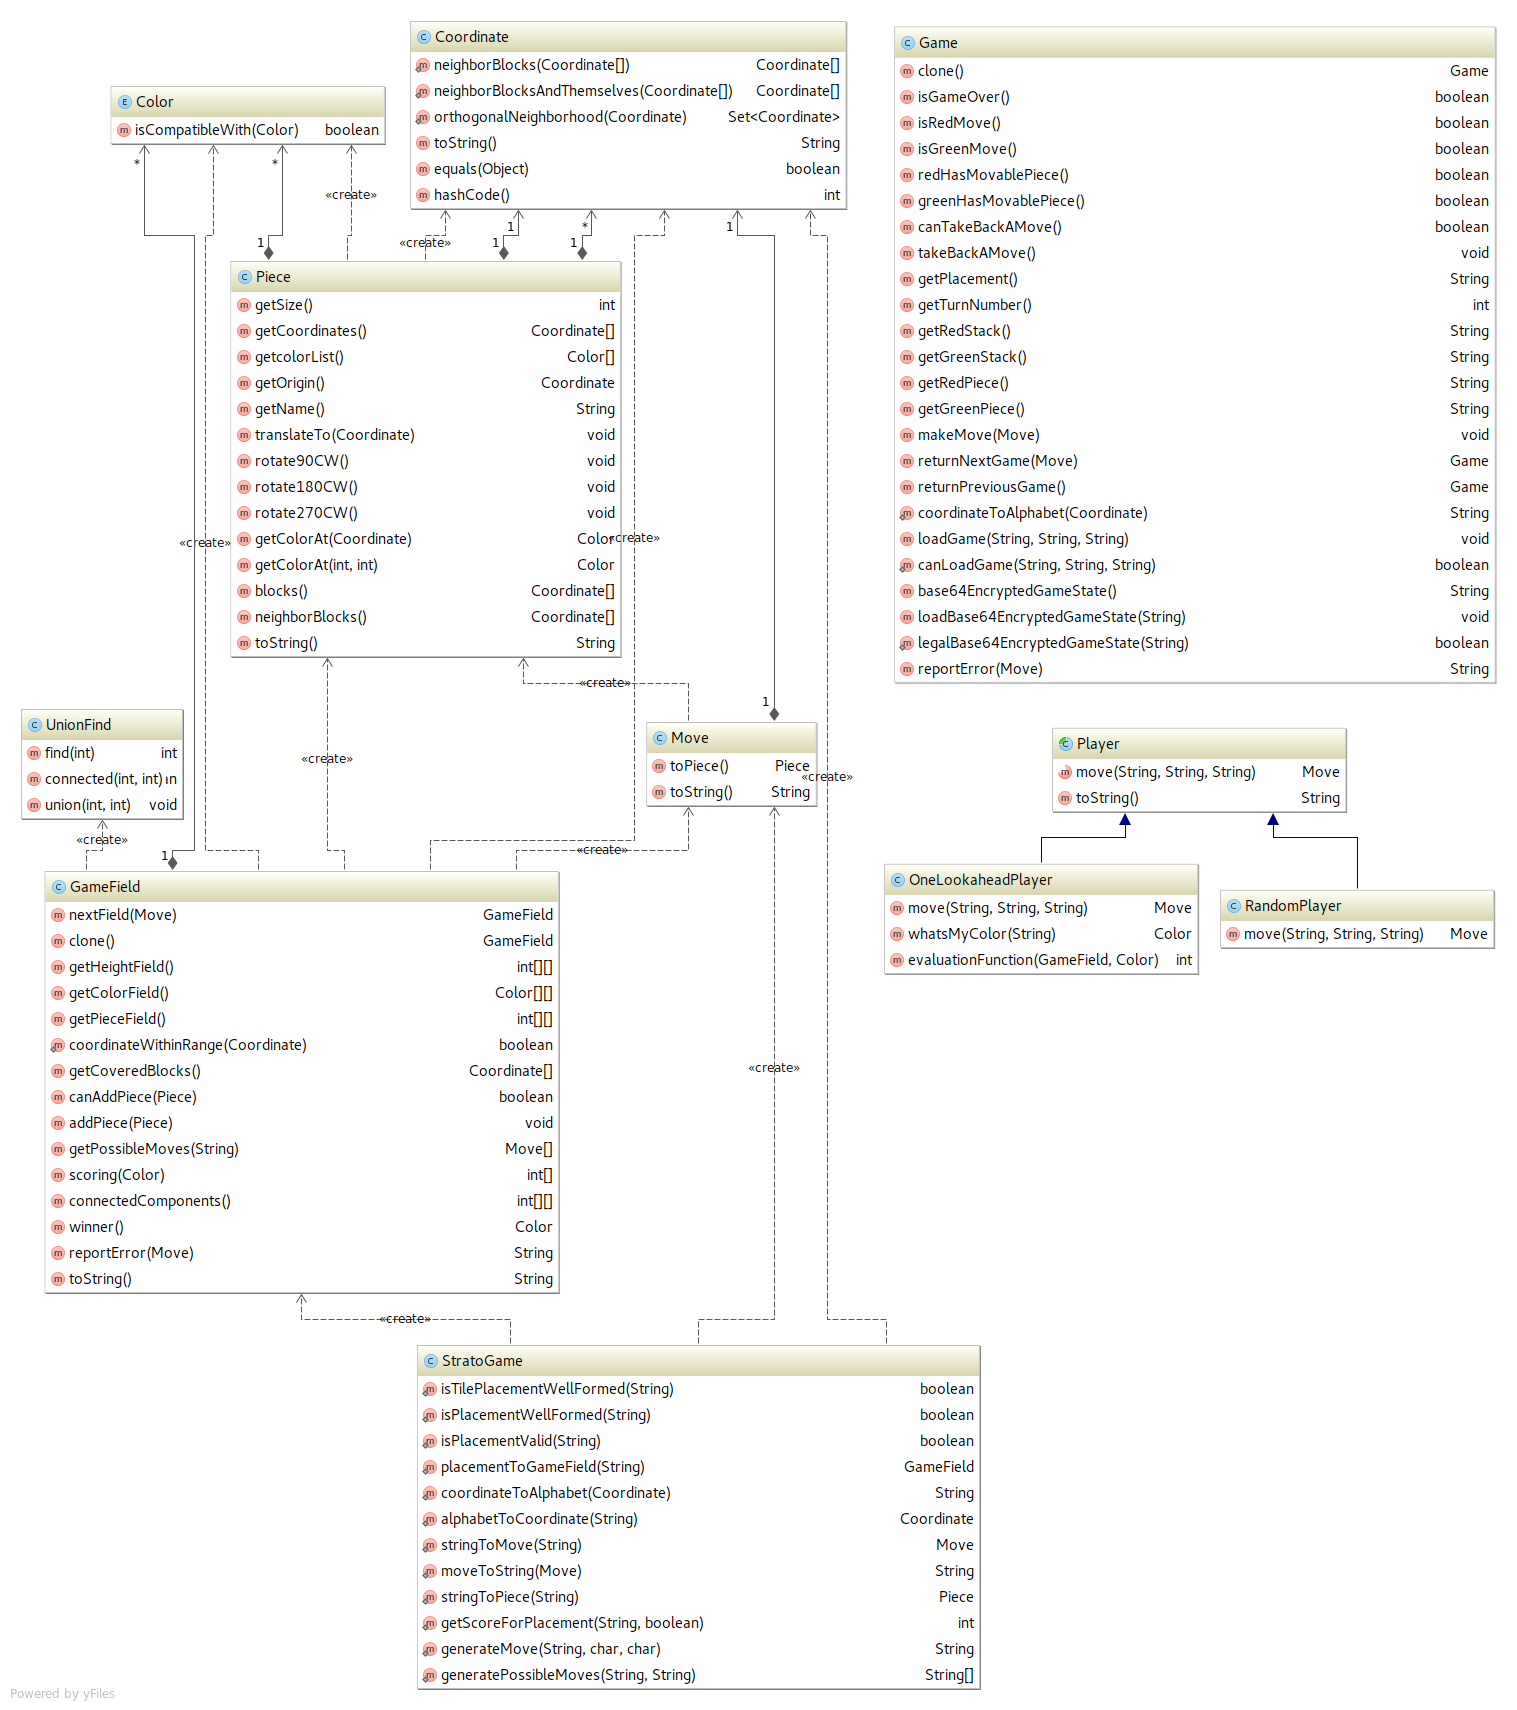 Coordinate
neighborBlocks(Coordinate[]) Coordinate[]
neighborBlocksAndThemselves(Coordinate[]) Coordinate[]
orthogonalNeighborhood(Coordinate) Set<Coordinate>
toString() String
equals(Object) boolean
hashCode() int
Game
clone() Game
isGameOver() boolean
isRedMove() boolean
isGreenMove() boolean
redHasMovablePiece() boolean
greenHasMovablePiece() boolean
canTakeBackAMove() boolean
takeBackAMove() void
getPlacement() String
getTurnNumber() int
getRedStack() String
getGreenStack() String
getRedPiece() String
getGreenPiece() String
makeMove(Move) void
returnNextGame(Move) Game
returnPreviousGame() Game
coordinateToAlphabet(Coordinate) String
loadGame(String, String, String) void
canLoadGame(String, String, String) boolean
base64EncryptedGameState() String
loadBase64EncryptedGameState(String) void
legalBase64EncryptedGameState(String) boolean
reportError(Move) String
Color
isCompatibleWith(Color) boolean
*
*
«create»
1
*
1
1
«create»
1
1
Piece
getSize() int
getCoordinates() Coordinate[]
getcolorList() Color[]
getOrigin() Coordinate
getName() String
translateTo(Coordinate) void
rotate90CW() void
rotate180CW() void
rotate270CW() void
getColorAt(Coordinate) Color
getColorAt(int, int) Color
blocks() Coordinate[]
neighborBlocks() Coordinate[]
toString() String
«create»
«create»
«create»
«create»
1
UnionFind
find(int) int
connected(int, int)
union(int, int) void
Move
toPiece() Piece
toString() String
«create»
Player
move(String, String, String) Move
toString() String
«create»
1
«create»
OneLookaheadPlayer
move(String, String, String) Move
whatsMyColor(String) Color
evaluationFunction(GameField, Color) int
RandomPlayer
move(String, String, String) Move
GameField
nextField(Move) GameField
clone() GameField
getHeightField() int[][]
getColorField() Color[][]
getPieceField() int[][]
coordinateWithinRange(Coordinate) boolean
getCoveredBlocks() Coordinate[]
canAddPiece(Piece) boolean
addPiece(Piece) void
getPossibleMoves(String) Move[]
scoring(Color) int[]
connectedComponents() int[][]
winner() Color
reportError(Move) String
toString() String
«create»
«create»
StratoGame
isTilePlacementWellFormed(String) boolean
isPlacementWellFormed(String) boolean
isPlacementValid(String) boolean
placementToGameField(String) GameField
coordinateToAlphabet(Coordinate) String
alphabetToCoordinate(String) Coordinate
stringToMove(String) Move
moveToString(Move) String
stringToPiece(String) Piece
getScoreForPlacement(String, boolean) int
generateMove(String, char, char) String
generatePossibleMoves(String, String) String[]
Powered by yFiles